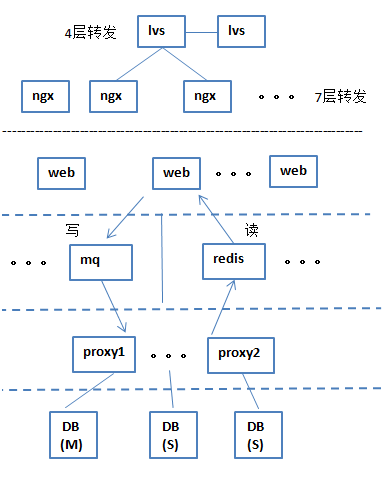 4层转发
lvs
lvs
ngx
ngx
ngx
7层转发
web
web
web
写
读
mq
redis
proxy1
proxy2
DB
(M)
DB
(S)
DB
(S)